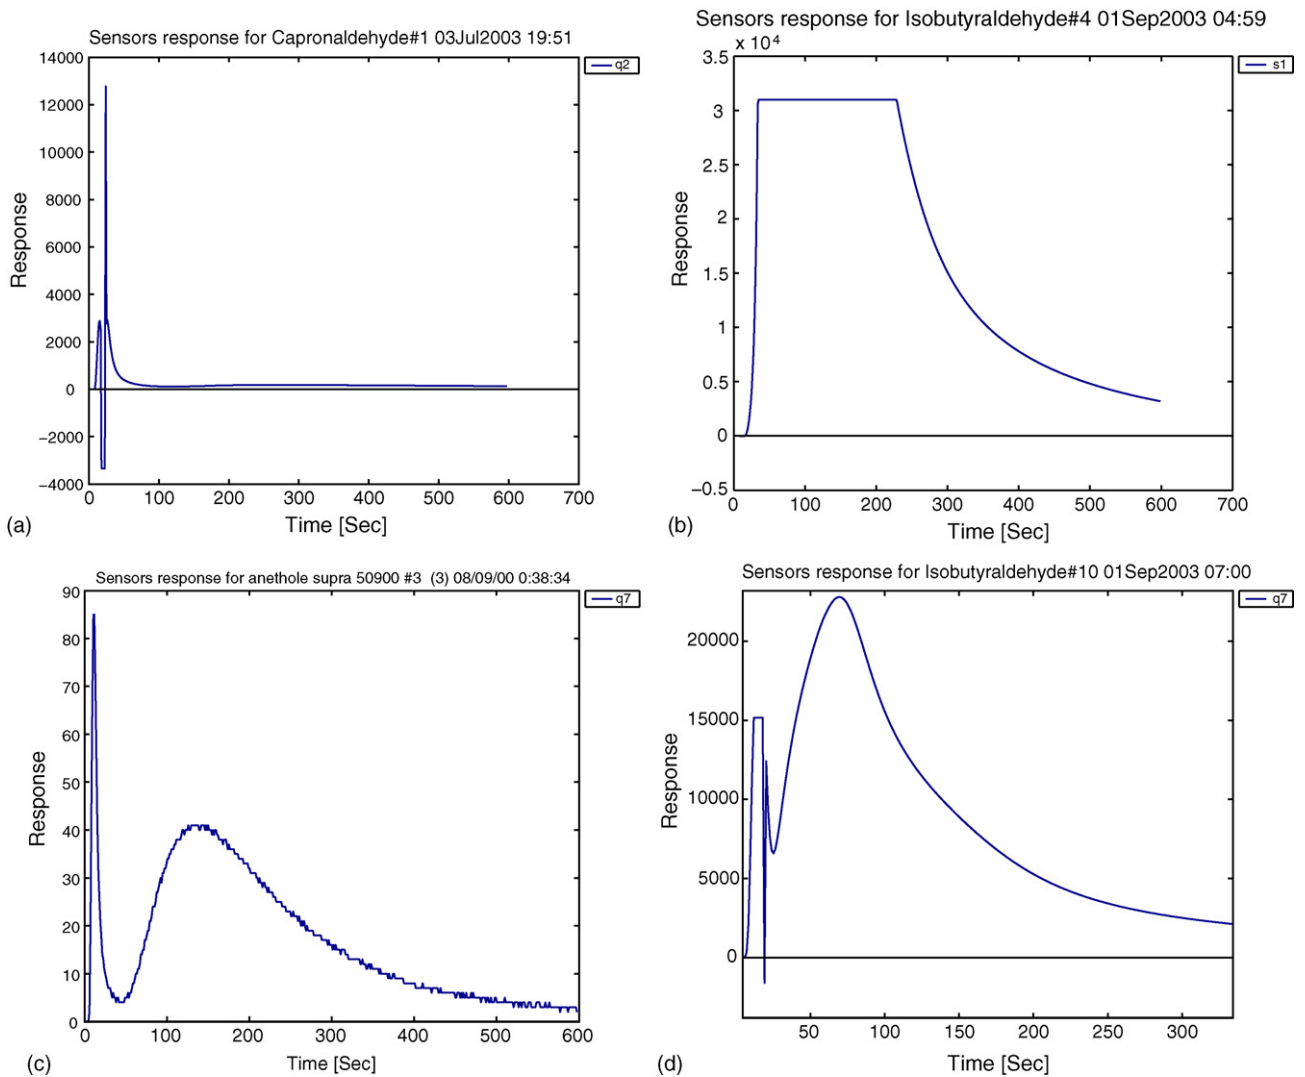 Sensors response for Capronaldehyde#1 03Jul2003 19:51
q2
14000
12000
10000
8000
6000
4000
2000
0
−2000
−4000
Response
0 100 200 300 400 500 600 700
Time [Sec]
(a)
Sensors response for Isobutyraldehyde#4 01Sep2003 04:59
x 10⁴
s1
3.5
3
2.5
2
1.5
1
0.5
0
−0.5
Response
0 100 200 300 400 500 600 700
Time [Sec]
(b)
Sensors response for anethole supra 50900 #3 (3) 08/09/00 0:38:34
q7
90
80
70
60
50
40
30
20
10
0
Response
0 100 200 300 400 500 600
Time [Sec]
(c)
Sensors response for Isobutyraldehyde#10 01Sep2003 07:00
q7
20000
15000
10000
5000
0
Response
50 100 150 200 250 300
Time [Sec]
(d)